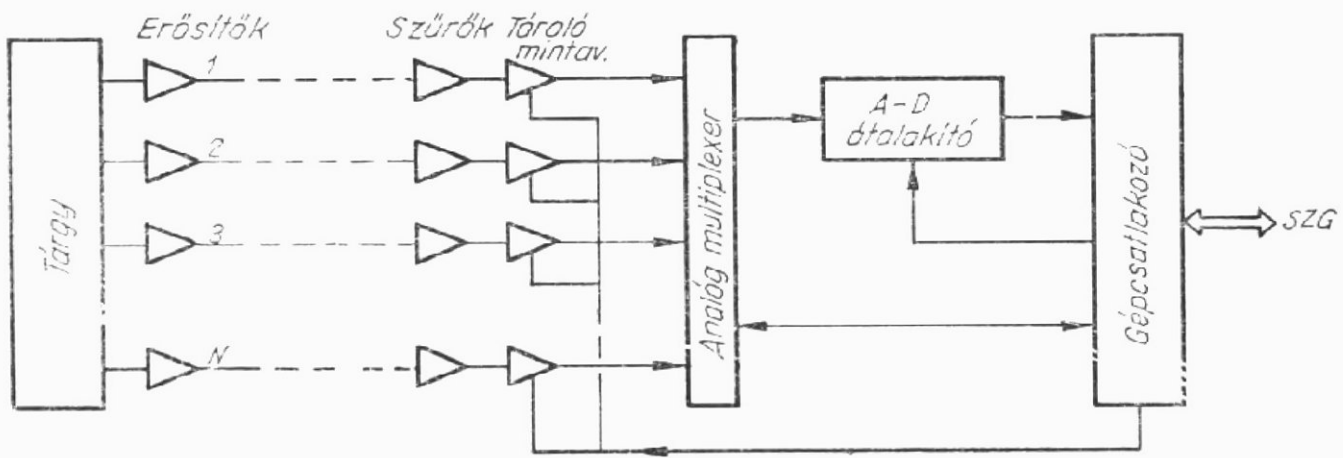 Erősítők
Szűrők
Tároló
mintav.
1
2
3
N
Tárgy
Analóg multiplexer
A-D
átalakító
Gépcsatlakozó
SZG